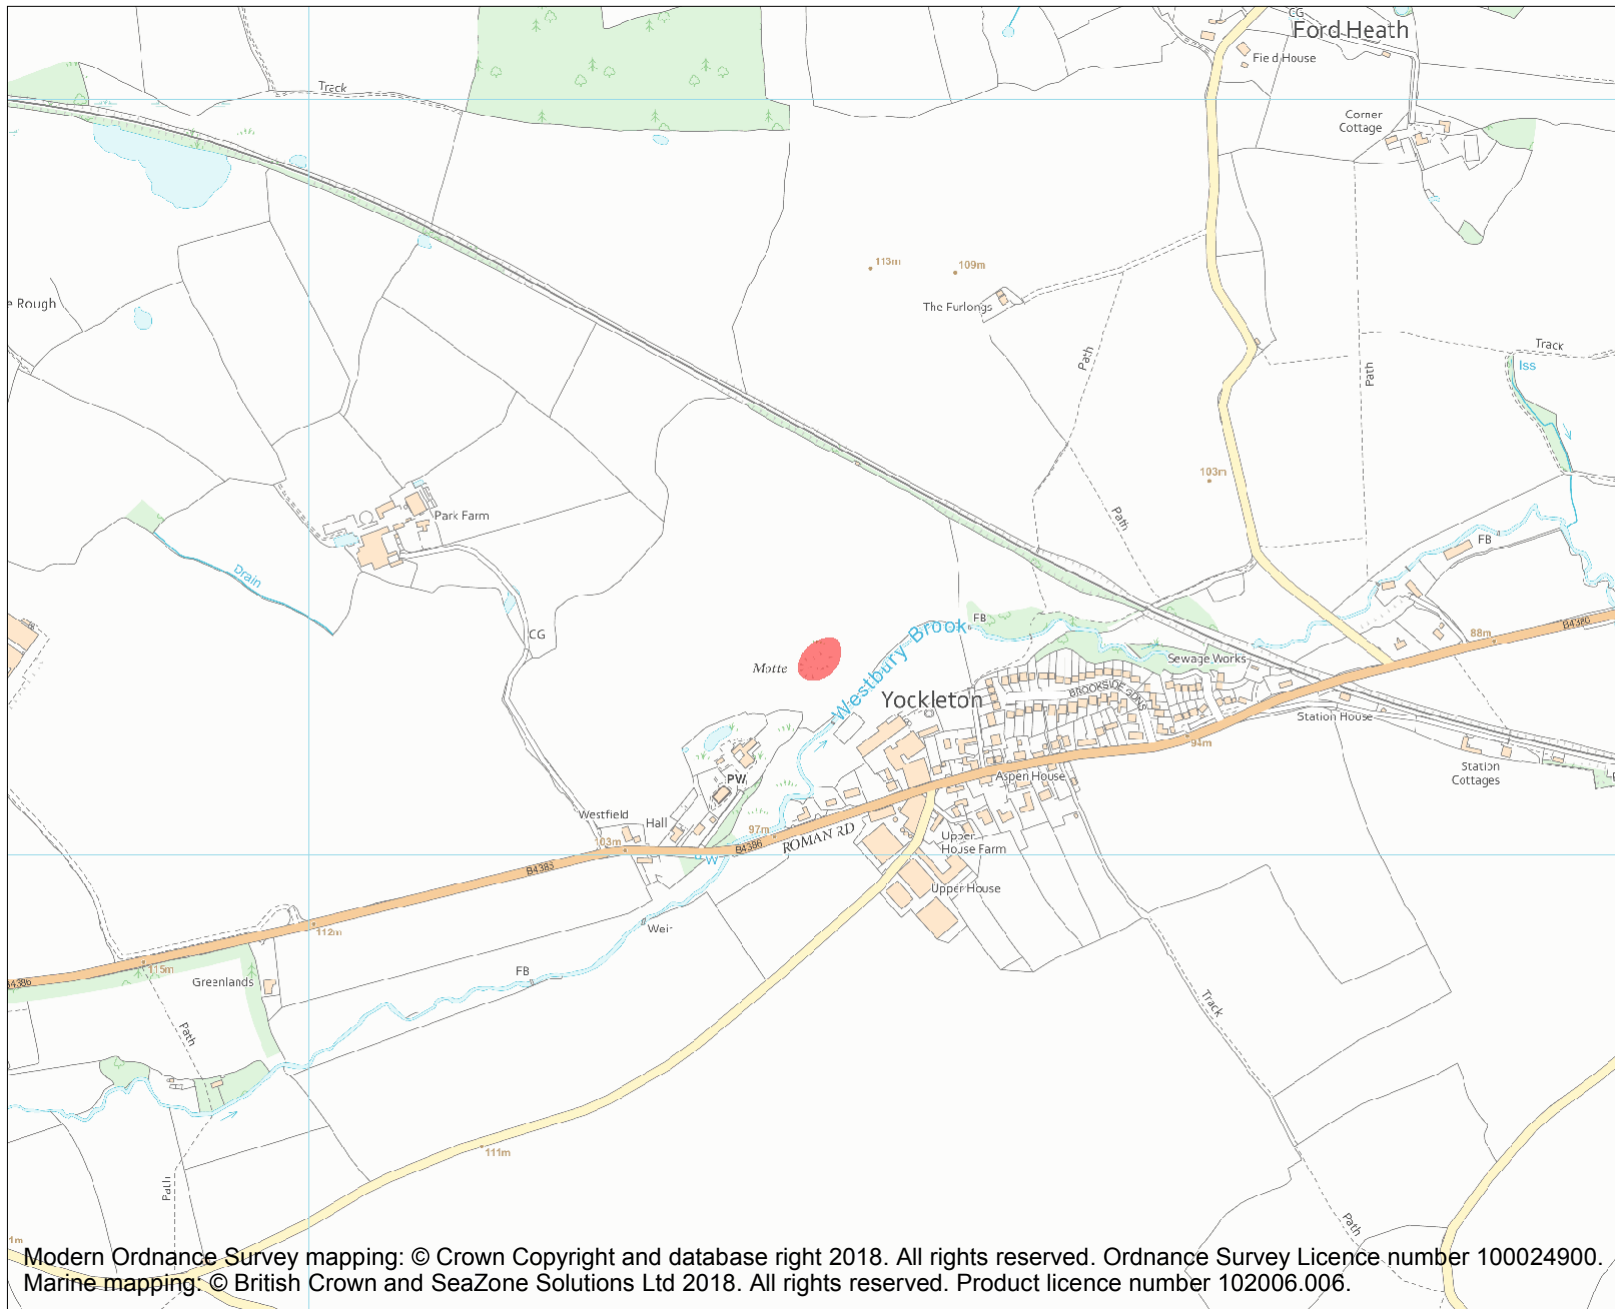 CG
Ford Heath
Field House
Track
Corner
Cottage
113m
109m
e Rough
The Furlongs
Track
Path
Path
Iss
103m
Park Farm
Path
FB
Drain
CG
FB
Westbury Brook
88m
B4386
Motte
Sewage Works
Yockleton
BROOKSIDE GDNS
Station House
94m
PW
Aspen House
Station
Cottages
Westfield
Hall
97m
ROMAN RD
103m
B4386
Upper
House Farm
W
B4386
Upper House
Weir
112m
FB
115m
Greenlands
B4386
Track
Path
111m
Path
Path
1m
Modern Ordnance Survey mapping: © Crown Copyright and database right 2018. All rights reserved. Ordnance Survey Licence number 100024900.
Marine mapping: © British Crown and SeaZone Solutions Ltd 2018. All rights reserved. Product licence number 102006.006.